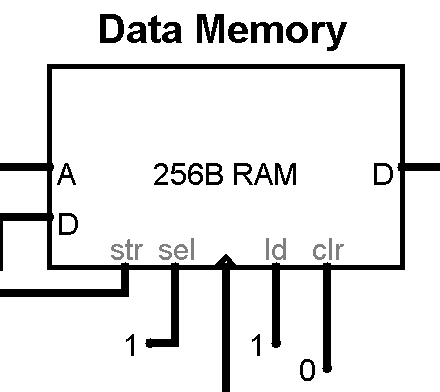 Data Memory
A 256B RAM D
D
str sel ld clr
1 1
0